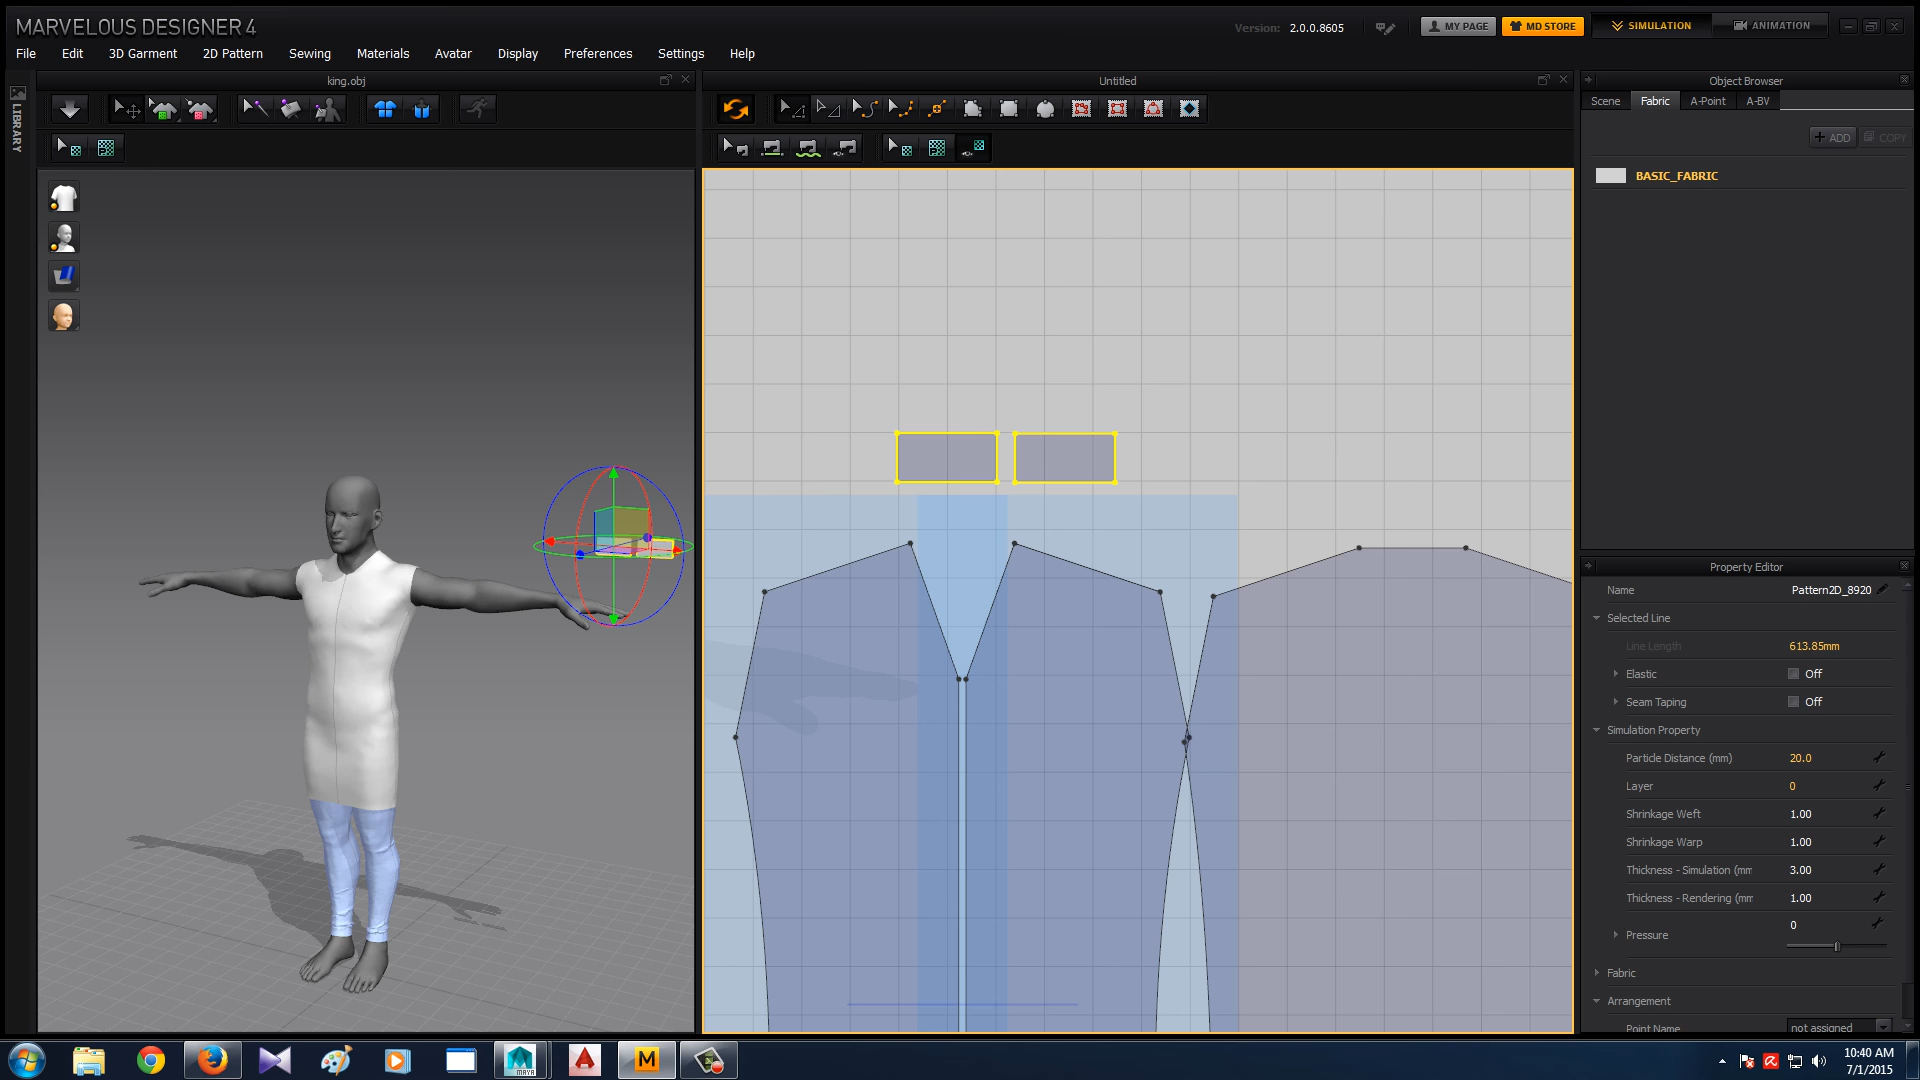 MARVELOUS DESIGNER 4
Version: 2.0.0.8605
MY PAGE
MD STORE
SIMULATION
ANIMATION
File Edit 3D Garment 2D Pattern Sewing Materials Avatar Display Preferences Settings Help
LIBRARY
king.obj
Untitled
Object Browser
Scene Fabric A-Point A-BV
+ ADD COPY
BASIC_FABRIC
Property Editor
Name Pattern2D_8920
Selected Line
Line Length 613.85mm
Elastic Off
Seam Taping Off
Simulation Property
Particle Distance (mm) 20.0
Layer 0
Shrinkage Weft 1.00
Shrinkage Warp 1.00
Thickness - Simulation (mm 3.00
Thickness - Rendering (mm 1.00
0
Pressure
Fabric
Arrangement
Point Name not assigned
MAYA
M
10:40 AM
7/1/2015